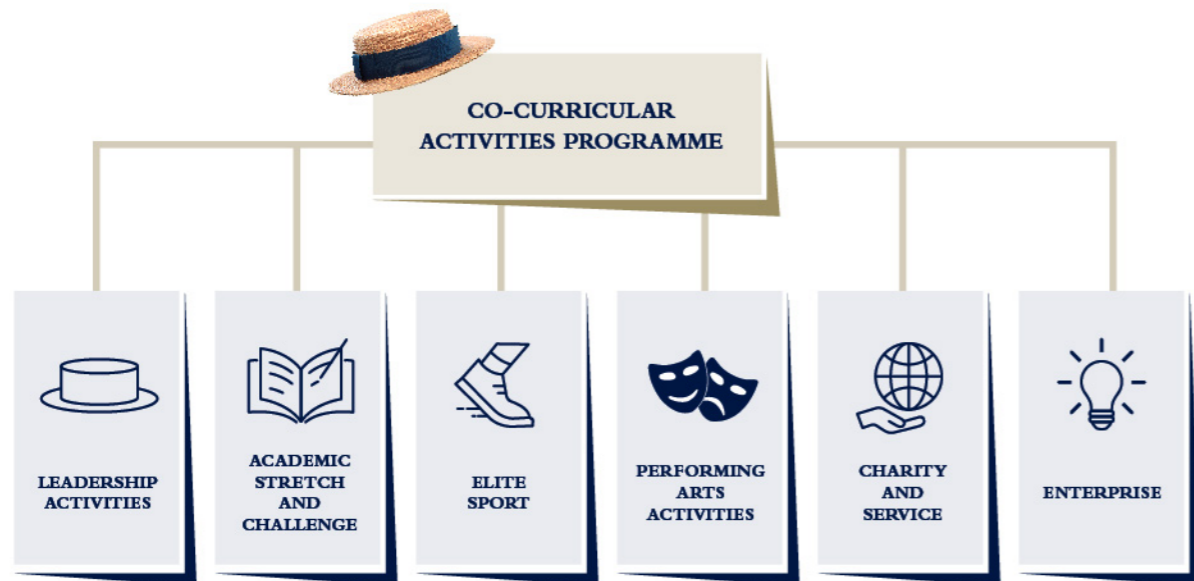 CO-CURRICULAR
ACTIVITIES PROGRAMME
LEADERSHIP
ACTIVITIES
ACADEMIC
STRETCH
AND
CHALLENGE
ELITE
SPORT
PERFORMING
ARTS
ACTIVITIES
CHARITY
AND
SERVICE
ENTERPRISE